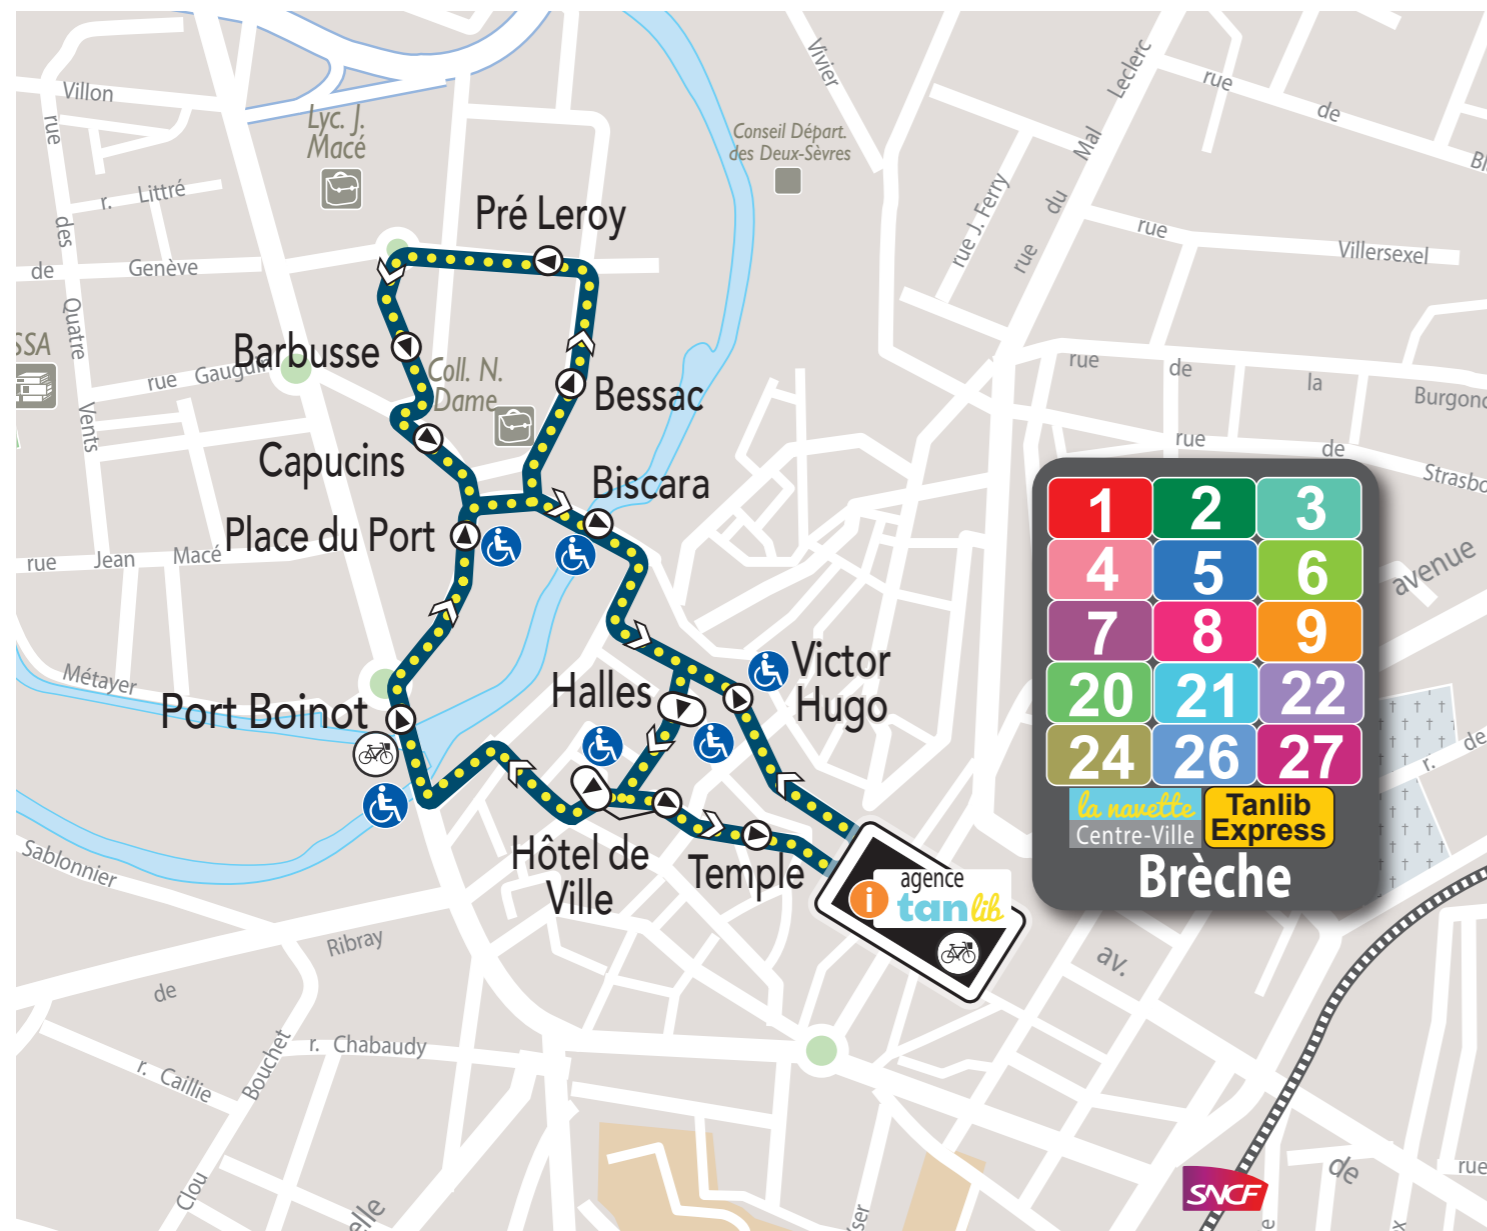 Villon
rue
des
Quatre
Vents
r. Littré
de Genève
rue Gauguin
rue Jean Macé
Métayer
Sablonnier
de Ribray
r. Caillie
Bouchet
Clou
r. Chabaudy
Lyc. J.
Macé
Vivier
Conseil Départ.
des Deux-Sèvres
rue J. Ferry
rue du Mal Leclerc
rue de
rue Villersexel
rue de la
rue de
avenue
r. de
av.
de
rue
Pré Leroy
Barbusse
Coll. N.
Dame
Bessac
Capucins
Biscara
Place du Port
Victor
Hugo
Halles
Port Boinot
Hôtel de
Ville
Temple
i
agence
tanlib
1 2 3
4 5 6
7 8 9
20 21 22
24 26 27
la navette
Centre-Ville
Tanlib
Express
Brèche
SNCF